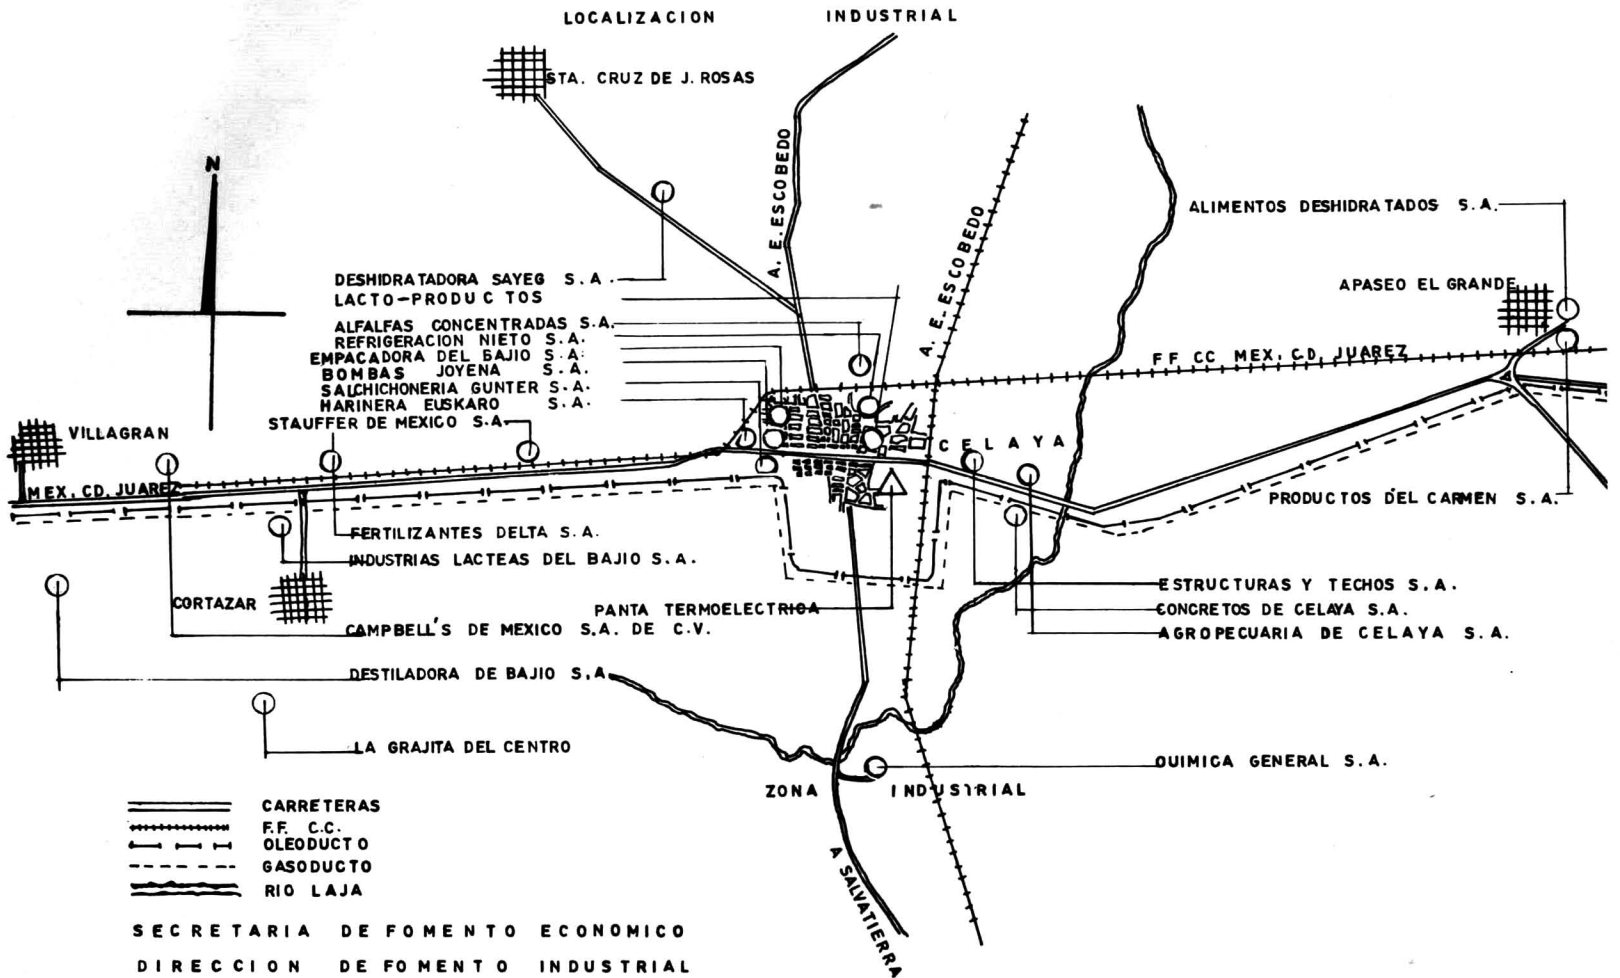 LOCALIZACION INDUSTRIAL
STA. CRUZ DE J. ROSAS
N
A. E. ESCOBEDO
A. E. ESCOBEDO
ALIMENTOS DESHIDRATADOS S.A.
APASEO EL GRANDE
DESHIDRATADORA SAYEG S.A.
LACTO-PRODUCTOS
ALFALFAS CONCENTRADAS S.A.
REFRIGERACION NIETO S.A.
EMPACADORA DEL BAJIO S.A.
BOMBAS JOYENA S.A.
SALCHICHONERIA GUNTER S.A.
HARINERA EUSKARO S.A.
STAUFFER DE MEXICO S.A.
F F. CC MEX. CD. JUAREZ
VILLAGRAN
CELAYA
MEX. CD. JUAREZ
PRODUCTOS DEL CARMEN S.A.
FERTILIZANTES DELTA S.A.
INDUSTRIAS LACTEAS DEL BAJIO S.A.
CORTAZAR
PANTA TERMOELECTRICA
ESTRUCTURAS Y TECHOS S.A.
CONCRETOS DE CELAYA S.A.
AGROPECUARIA DE CELAYA S.A.
CAMPBELL'S DE MEXICO S.A. DE C.V.
DESTILADORA DE BAJIO S.A
LA GRAJITA DEL CENTRO
QUIMICA GENERAL S.A.
ZONA INDUSTRIAL
A SALVATIERRA
CARRETERAS
F.F. C.C.
OLEODUCTO
GASODUCTO
RIO LAJA
SECRETARIA DE FOMENTO ECONOMICO
DIRECCION DE FOMENTO INDUSTRIAL